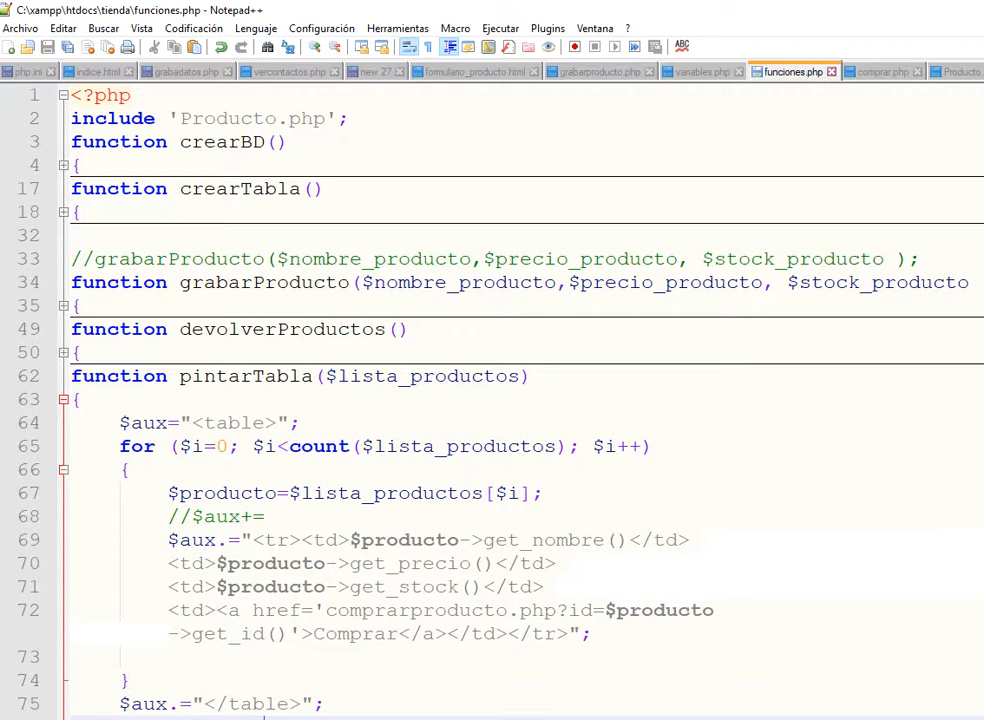 C:\xampp\htdocs\tienda\funciones.php - Notepad++
Archivo Editar Buscar Vista Codificación Lenguaje Configuración Herramientas Macro Ejecutar Plugins Ventana ?
php.ini indice.html grabadatos.php vercontactos.php new 27 formulario_producto.html grabarproducto.php variables.php funciones.php comprar.php Producto
1 <?php
2 include 'Producto.php';
3 function crearBD()
4 {
17 function crearTabla()
18 {
32
33 //grabarProducto($nombre_producto,$precio_producto, $stock_producto );
34 function grabarProducto($nombre_producto,$precio_producto, $stock_producto
35 {
49 function devolverProductos()
50 {
62 function pintarTabla($lista_productos)
63 {
64 $aux="<table>";
65 for ($i=0; $i<count($lista_productos); $i++)
66 {
67 $producto=$lista_productos[$i];
68 //$aux+=
69 $aux.="<tr><td>$producto->get_nombre()</td>
70 <td>$producto->get_precio()</td>
71 <td>$producto->get_stock()</td>
72 <td><a href='comprarproducto.php?id=$producto
->get_id()'>Comprar</a></td></tr>";
73
74 }
75 $aux.="</table>";